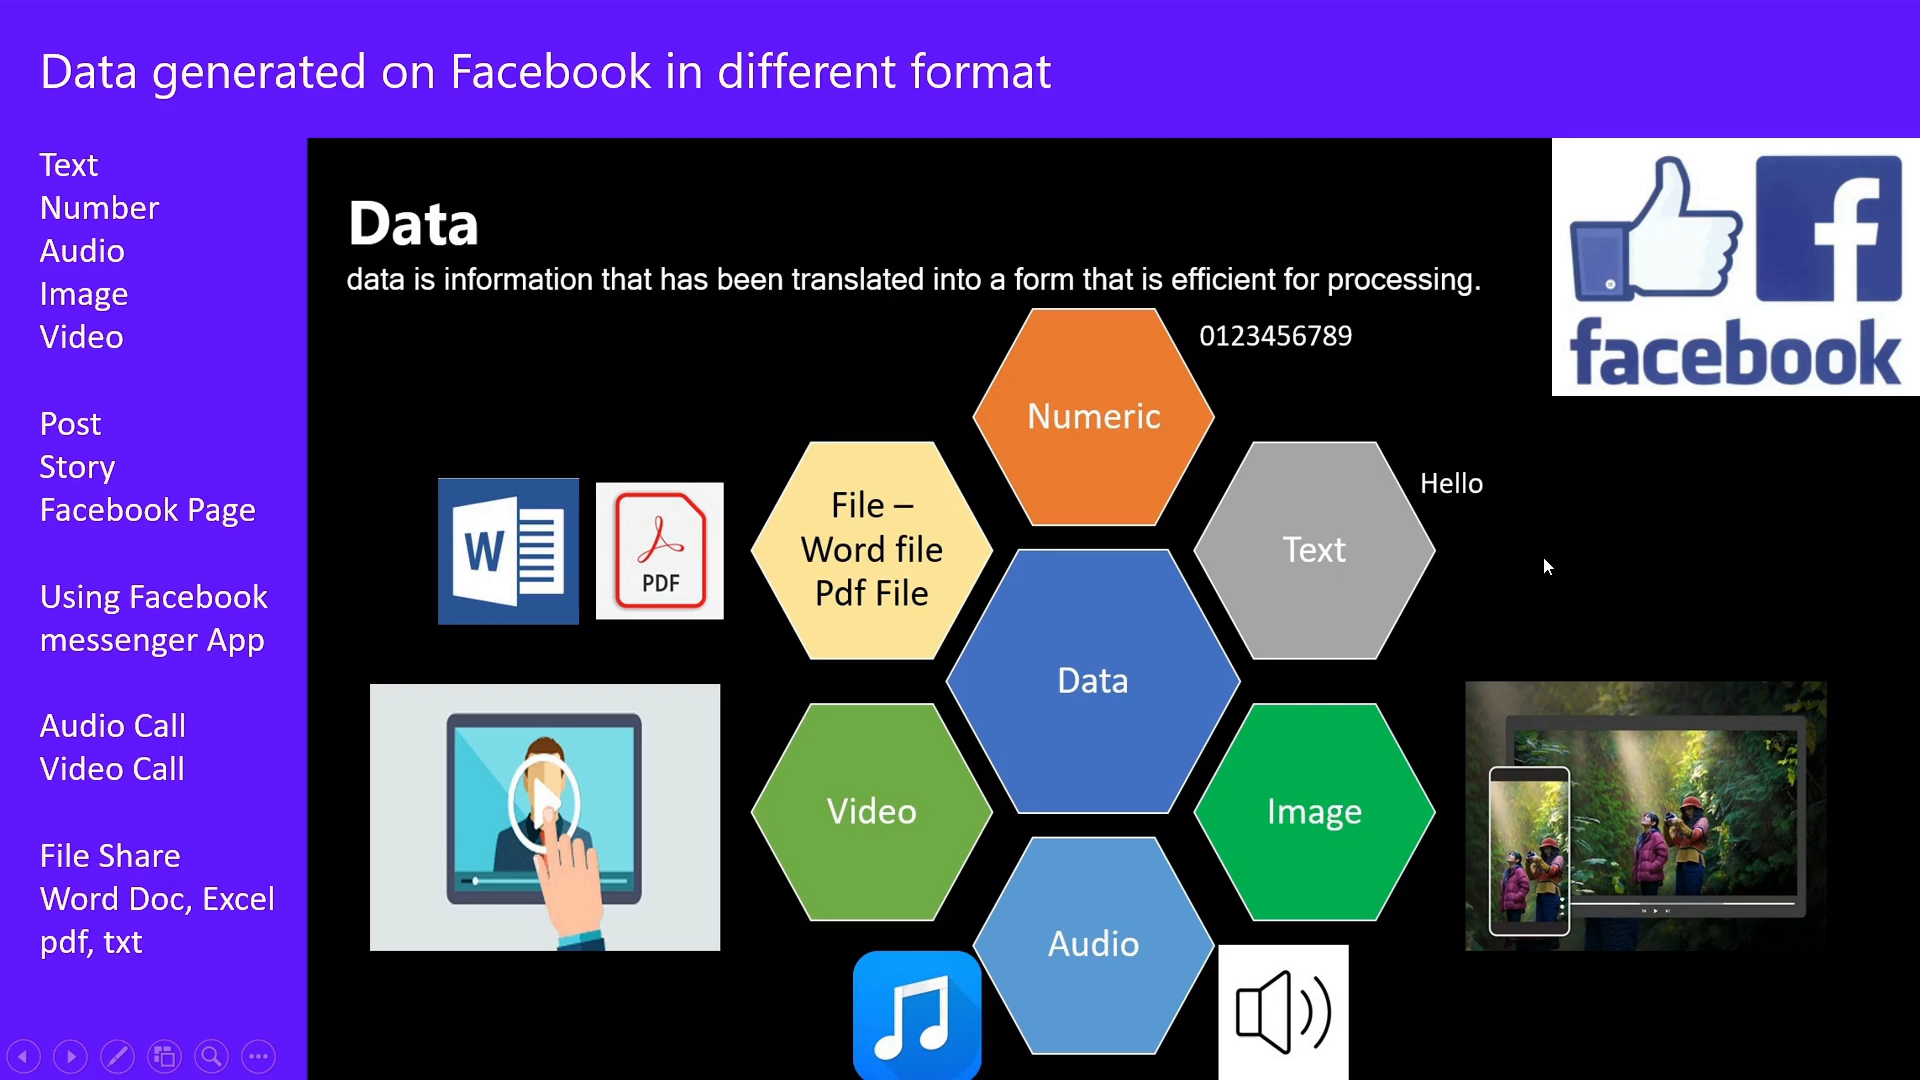 Data generated on Facebook in different format
Text
Number
Audio
Image
Video
Post
Story
Facebook Page
Using Facebook
messenger App
Audio Call
Video Call
File Share
Word Doc, Excel
pdf, txt
Data
data is information that has been translated into a form that is efficient for processing.
0123456789
facebook
Numeric
File –
Word file
Pdf File
Text
Hello
W
PDF
Data
Video
Image
Audio